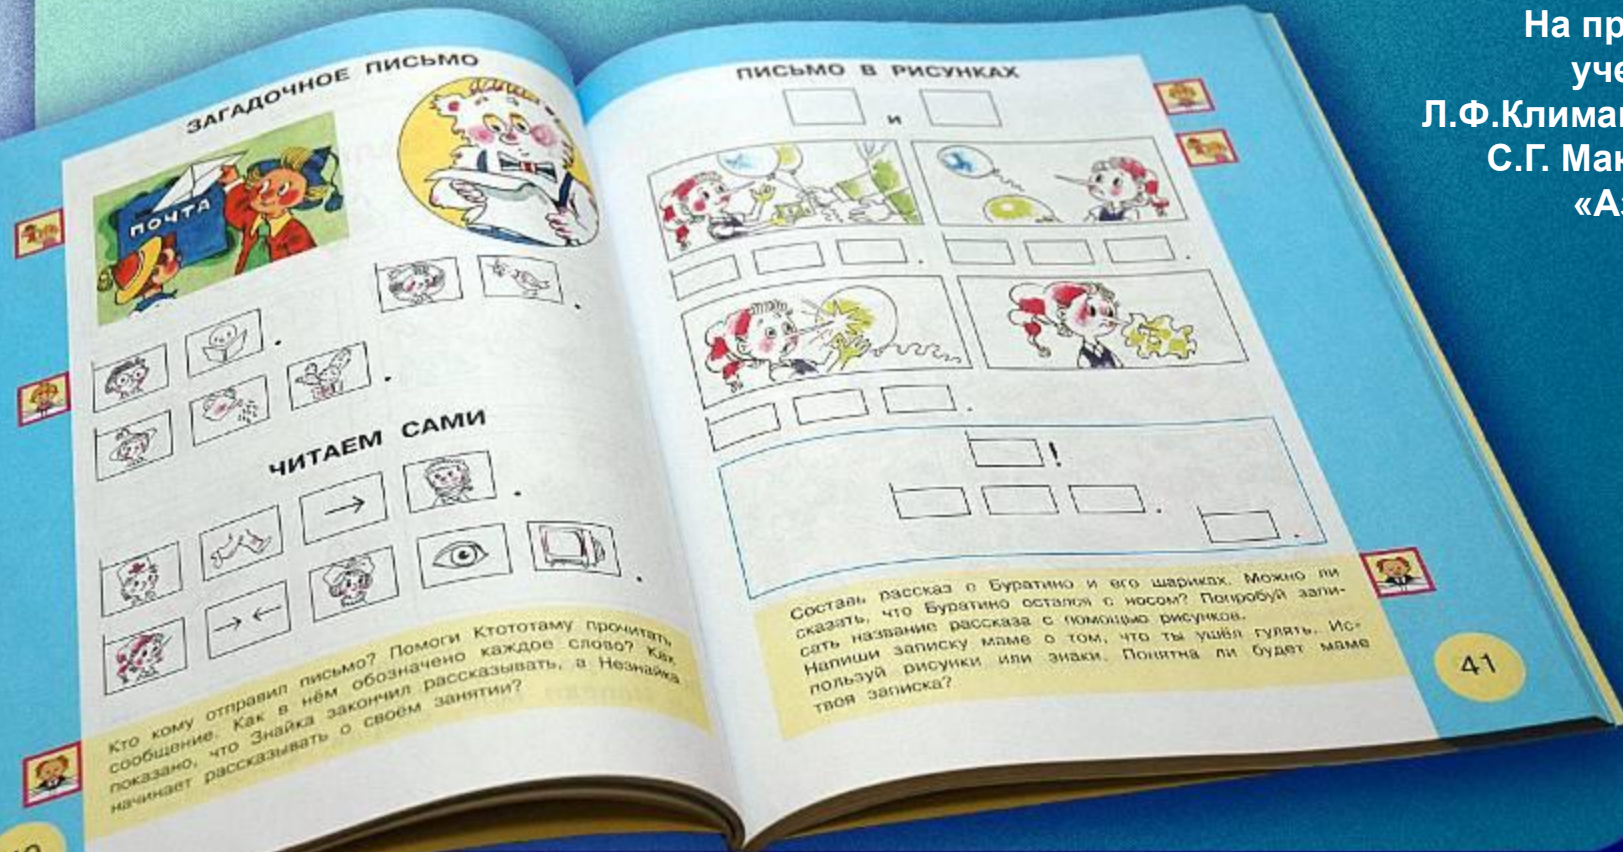 На пр
уче
Л.Ф.Климан
С.Г. Мак
«Аз
ЗАГАДОЧНОЕ ПИСЬМО
ПОЧТА
ЧИТАЕМ САМИ
Кто кому отправил письмо? Помоги Ктототаму прочитать
сообщение. Как в нём обозначено каждое слово? Как
показано, что Знайка закончил рассказывать, а Незнайка
начинает рассказывать о своём занятии?
ПИСЬМО В РИСУНКАХ
и
!
Составь рассказ о Буратино и его шариках. Можно ли
сказать, что Буратино остался с носом? Попробуй запи-
сать название рассказа с помощью рисунков.
Напиши записку маме о том, что ты ушёл гулять. Ис-
пользуй рисунки или знаки. Понятна ли будет маме
твоя записка?
41